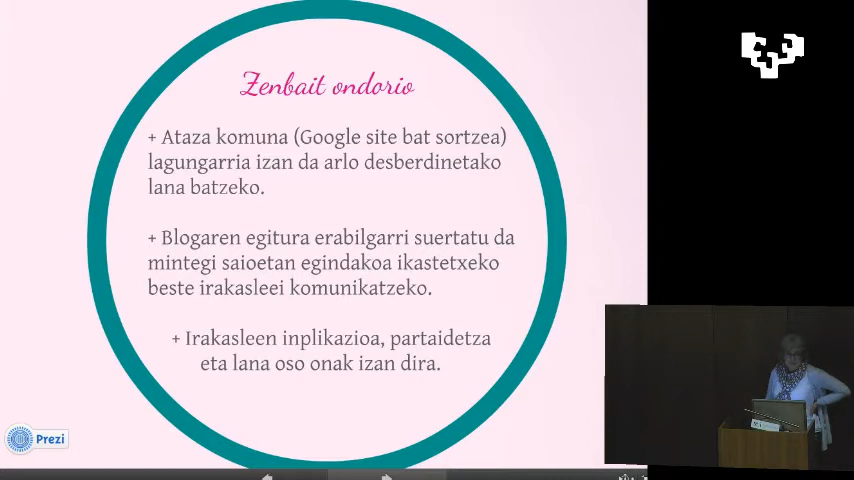 Zenbait ondorio
+ Ataza komuna (Google site bat sortzea)
lagungarria izan da arlo desberdinetako
lana batzeko.
+ Blogaren egitura erabilgarri suertatu da
mintegi saioetan egindakoa ikastetxeko
beste irakasleei komunikatzeko.
+ Irakasleen inplikazioa, partaidetza
eta lana oso onak izan dira.
Prezi